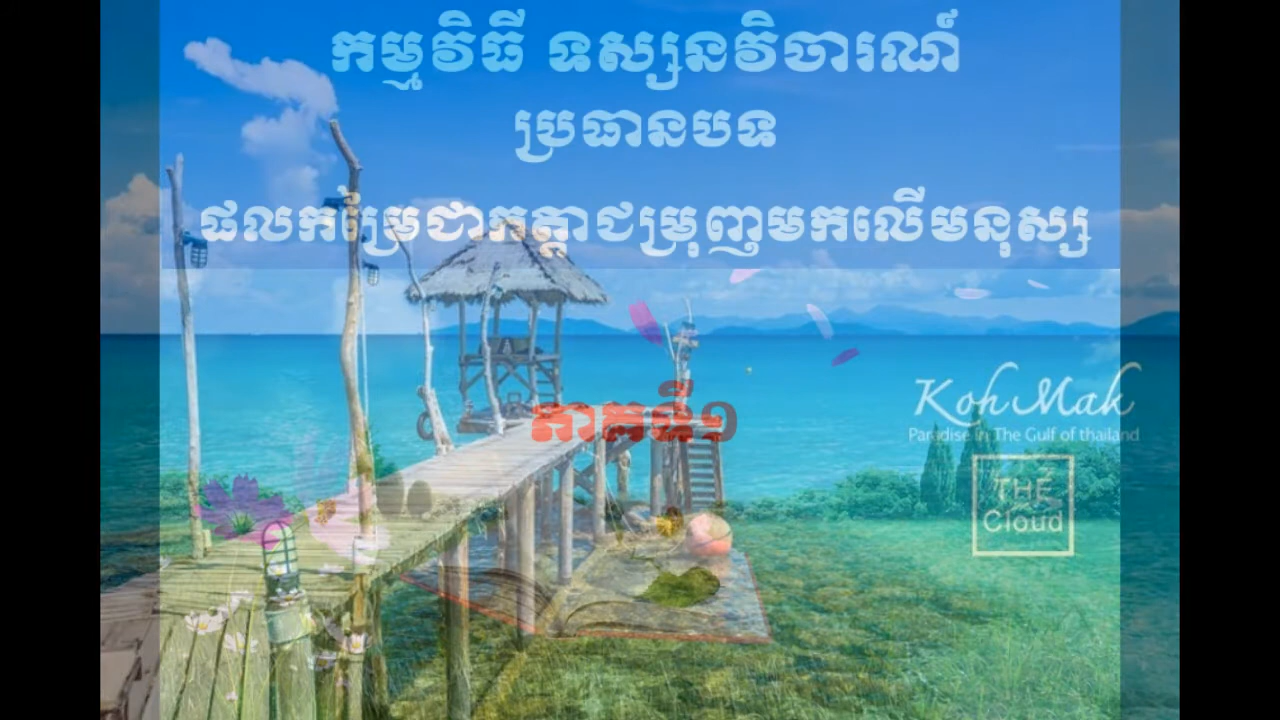 កម្មវិធី ទស្សនវិចារណ៍
ប្រធានបទ
ផលកម្រៃជាកត្តាជម្រុញមកលើមនុស្ស
ភាគទី១
Koh Mak
Paradise in The Gulf of thailand
THE
Cloud